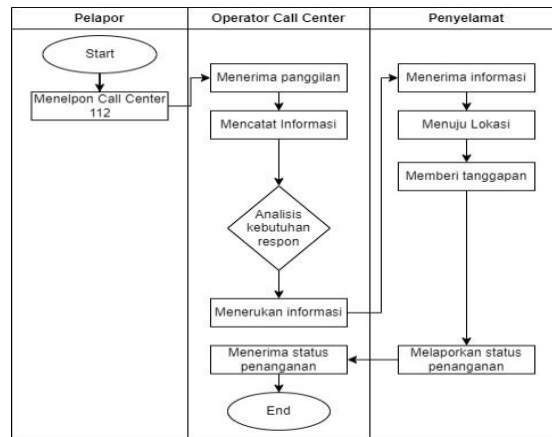 Pelapor
Operator Call Center
Penyelamat
Start
Menelpon Call Center
112
Menerima panggilan
Mencatat Informasi
Analisis
kebutuhan
respon
Menerukan informasi
Menerima informasi
Menuju Lokasi
Memberi tanggapan
Melaporkan status
penanganan
Menerima status
penanganan
End